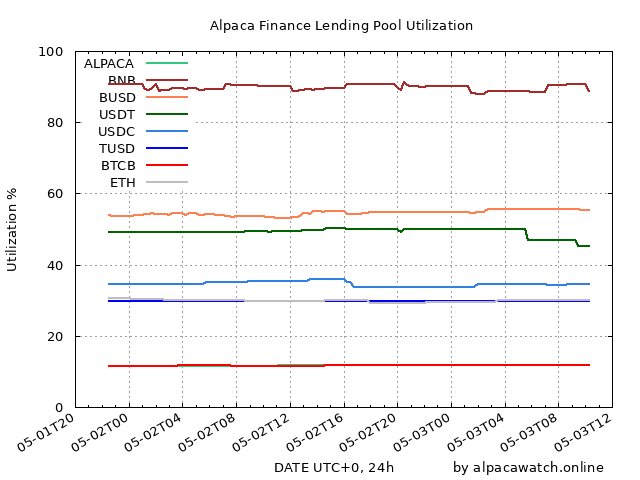 Alpaca Finance Lending Pool Utilization
Utilization %
100
80
60
40
20
0
ALPACA
BNB
BUSD
USDT
USDC
TUSD
BTCB
ETH
05-01T20
05-02T00
05-02T04
05-02T08
05-02T12
05-02T16
05-02T20
05-03T00
05-03T04
05-03T08
05-03T12
DATE UTC+0, 24h
by alpacawatch.online